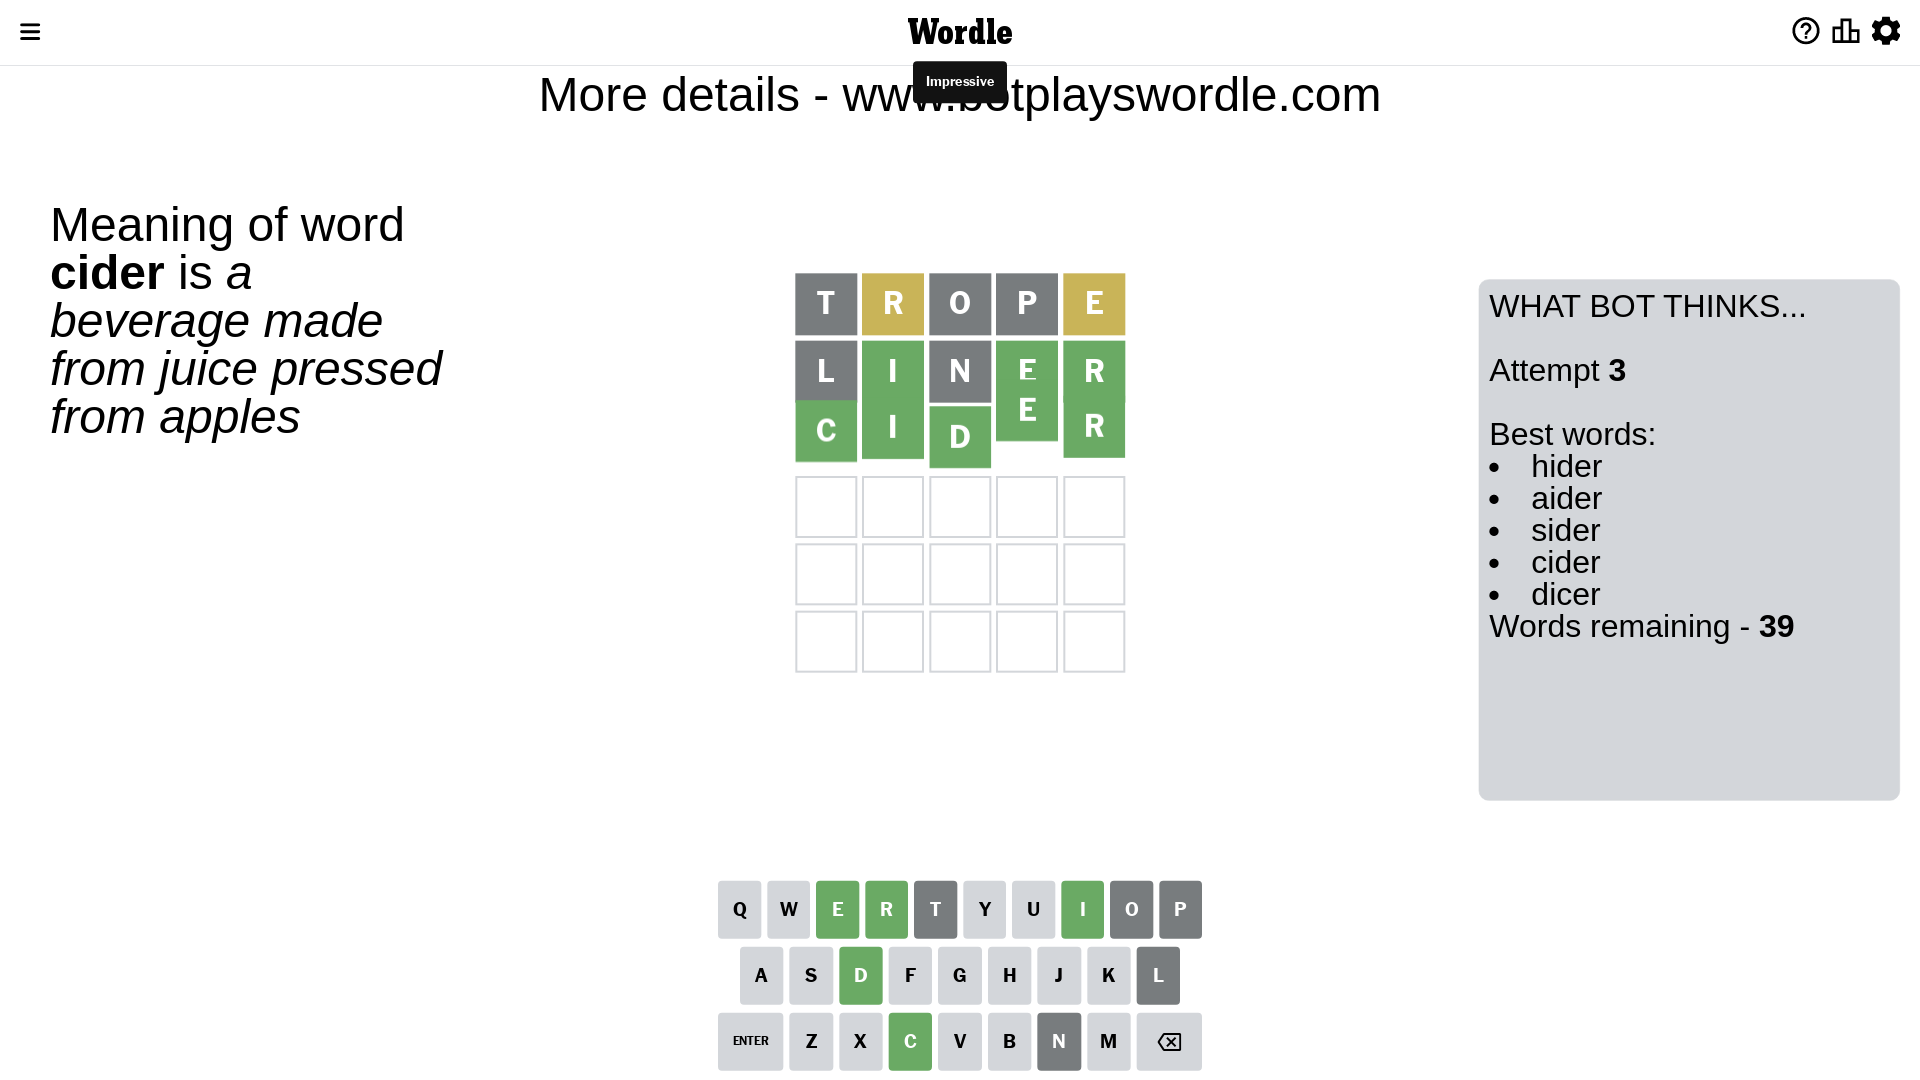 Wordle
Impressive
More details - www.botplayswordle.com
Meaning of word
cider is a
beverage made
from juice pressed
from apples
T R O P E
L I N E R
C I D E R
WHAT BOT THINKS...
Attempt 3
Best words:
• hider
• aider
• sider
• cider
• dicer
Words remaining - 39
Q W E R T Y U I O P
A S D F G H J K L
ENTER Z X C V B N M